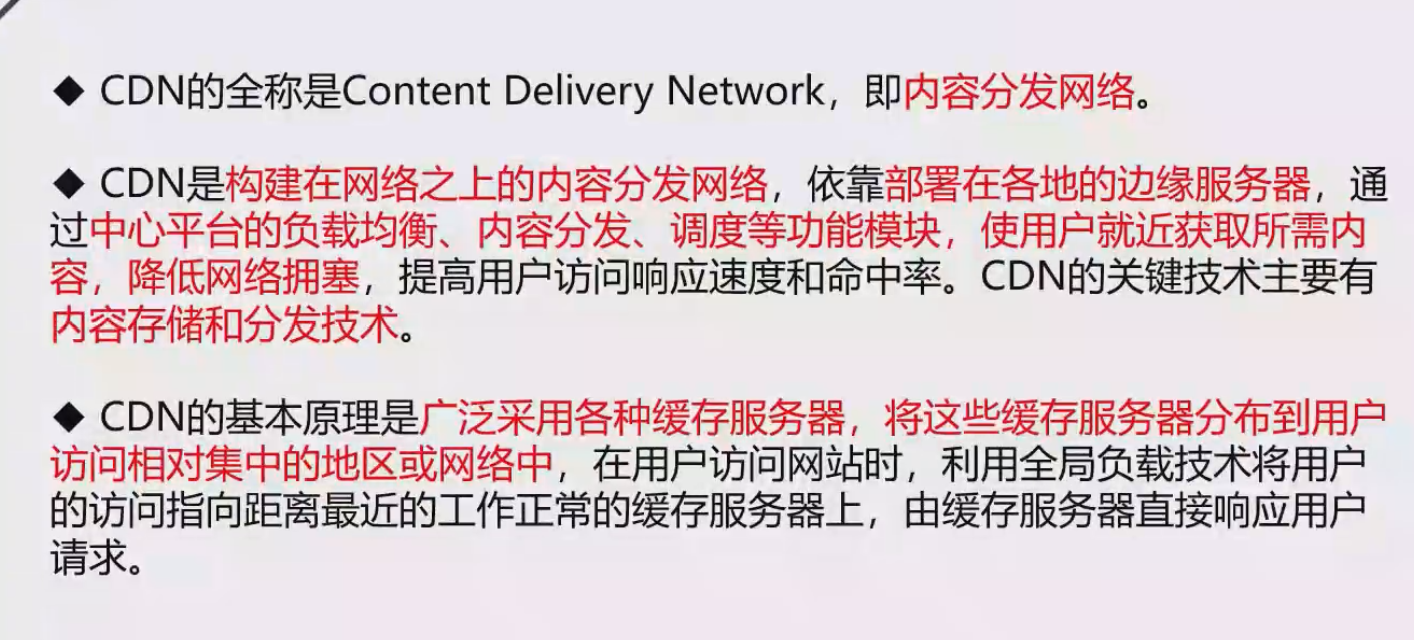 ◆ CDN的全称是Content Delivery Network，即内容分发网络。
◆ CDN是构建在网络之上的内容分发网络，依靠部署在各地的边缘服务器，通
过中心平台的负载均衡、内容分发、调度等功能模块，使用户就近获取所需内
容，降低网络拥塞，提高用户访问响应速度和命中率。CDN的关键技术主要有
内容存储和分发技术。
◆ CDN的基本原理是广泛采用各种缓存服务器，将这些缓存服务器分布到用户
访问相对集中的地区或网络中，在用户访问网站时，利用全局负载技术将用户
的访问指向距离最近的工作正常的缓存服务器上，由缓存服务器直接响应用户
请求。